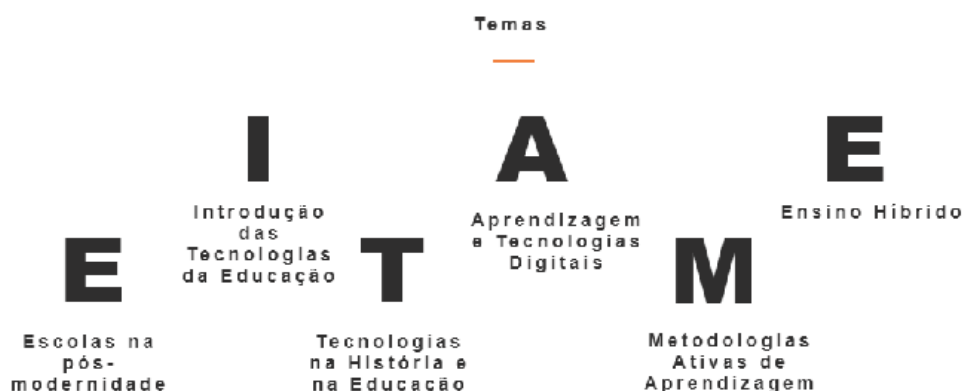 Temas
E
Escolas na
pós-
modernidade
I
Introdução
das
Tecnologias
da Educação
T
Tecnologias
na História e
na Educação
A
Aprendizagem
e Tecnologias
Digitais
M
Metodologias
Ativas de
Aprendizagem
E
Ensino Híbrido